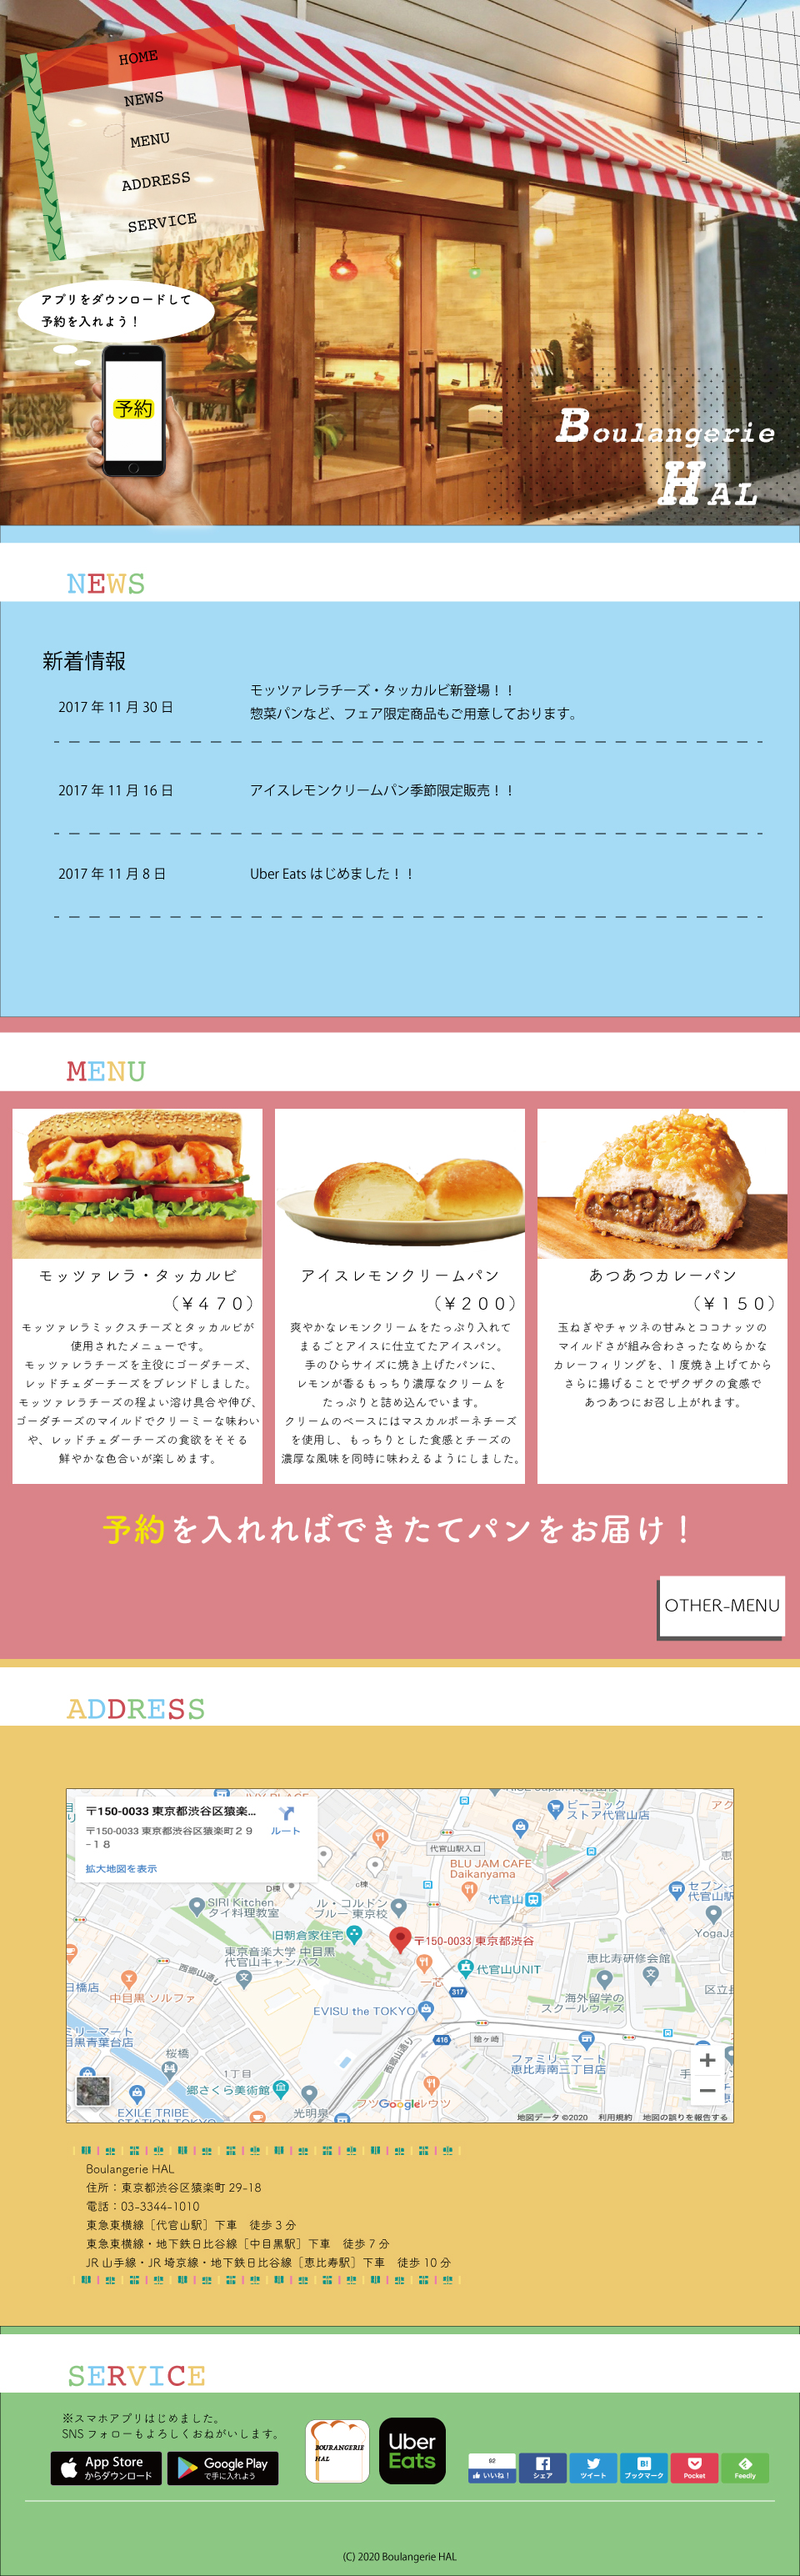 HOME
NEWS
MENU
ADDRESS
SERVICE
アプリをダウンロードして
予約を入れよう！
予約
Boulangerie
HAL
NEWS
新着情報
2017 年 11 月 30 日
モッツァレラチーズ・タッカルビ新登場！！
惣菜パンなど、フェア限定商品もご用意しております。
2017 年 11 月 16 日
アイスレモンクリームパン季節限定販売！！
2017 年 11 月 8 日
Uber Eats はじめました！！
MENU
モッツァレラ・タッカルビ
（￥４７０）
モッツァレラミックスチーズとタッカルビが
使用されたメニューです。
モッツァレラチーズを主役にゴーダチーズ、
レッドチェダーチーズをブレンドしました。
モッツァレラチーズの程よい溶け具合や伸び、
ゴーダチーズのマイルドでクリーミーな味わい
や、レッドチェダーチーズの食欲をそそる
鮮やかな色合いが楽しめます。
アイスレモンクリームパン
（￥２００）
爽やかなレモンクリームをたっぷり入れて
まるごとアイスに仕立てたアイスパン。
手のひらサイズに焼き上げたパンに、
レモンが香るもっちり濃厚なクリームを
たっぷりと詰め込んでいます。
クリームのベースにはマスカルポーネチーズ
を使用し、もっちりとした食感とチーズの
濃厚な風味を同時に味わえるようにしました。
あつあつカレーパン
（￥１５０）
玉ねぎやチャツネの甘みとココナッツの
マイルドさが組み合わさったなめらかな
カレーフィリングを、１度焼き上げてから
さらに揚げることでザクザクの食感で
あつあつにお召し上がれます。
予約を入れればできたてパンをお届け！
OTHER-MENU
ADDRESS
〒150-0033 東京都渋谷区猿楽...
〒150-0033 東京都渋谷区猿楽町２９
−１８
ルート
拡大地図を表示
ピーコック
ストア代官山店
代官山駅入口
BLU JAM CAFE
Daikanyama
代官山
セブン-
代官山駅
D棟
c棟
SIRI Kitchen
タイ料理教室
ル・コルドン
ブルー 東京校
YogaJa
旧朝倉家住宅
〒150-0033 東京都渋谷
東京音楽大学 中目黒
代官山キャンパス
恵比寿研修会館
西郷山通り
代官山UNIT
一芯
中目黒 ソルファ
317
海外留学の
スクールウィズ
区立長
EVISU the TOKYO
416
鎗ヶ崎
桜橋
西郷山通り
ファミリーマート
恵比寿南三丁目店
1丁目
郷さくら美術館
光明泉
Google
EXILE TRIBE
STATION TOKYO
地図データ ©2020 利用規約 地図の誤りを報告する
Boulangerie HAL
住所：東京都渋谷区猿楽町 29-18
電話：03-3344-1010
東急東横線［代官山駅］下車　徒歩 3 分
東急東横線・地下鉄日比谷線［中目黒駅］下車　徒歩 7 分
JR 山手線・JR 埼京線・地下鉄日比谷線［恵比寿駅］下車　徒歩 10 分
SERVICE
※スマホアプリはじめました。
SNS フォローもよろしくおねがいします。
App Store
からダウンロード
Google Play
で手に入れよう
BOURANGERIE
HAL
Uber
Eats
92
いいね！
シェア
ツイート
B!
ブックマーク
Pocket
Feedly
(C) 2020 Boulangerie HAL